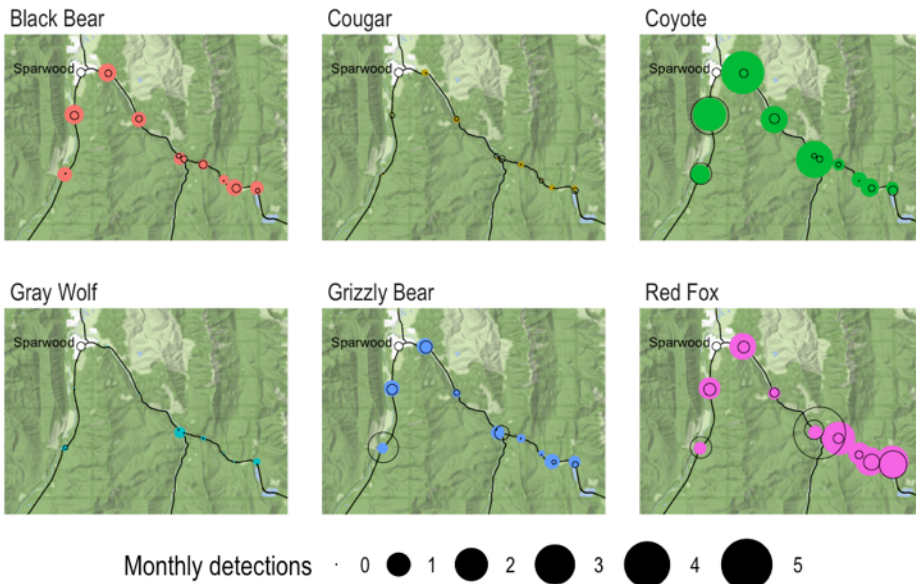 Black Bear
Cougar
Coyote
Sparwood
Sparwood
Sparwood
Gray Wolf
Grizzly Bear
Red Fox
Sparwood
Sparwood
Sparwood
Monthly detections 0 1 2 3 4 5